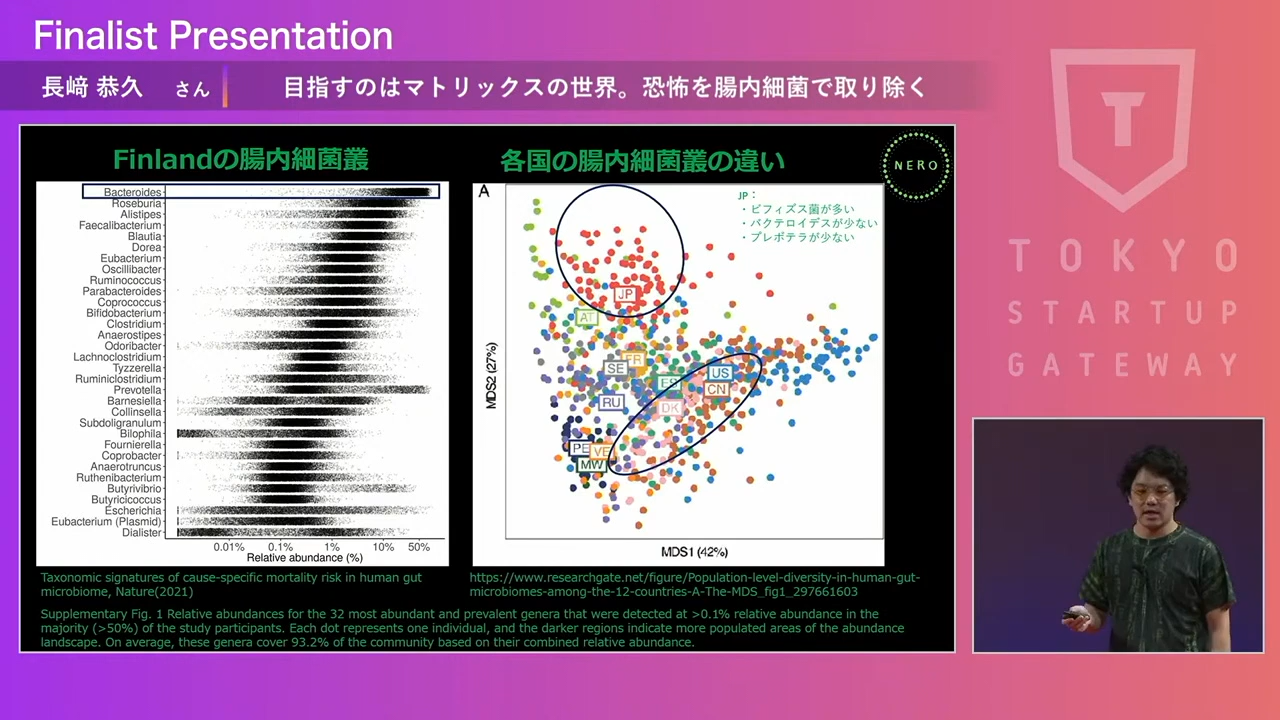 Finalist Presentation
長﨑 恭久 さん
目指すのはマトリックスの世界。恐怖を腸内細菌で取り除く
T
TOKYO
STARTUP
GATEWAY
NERO
Finlandの腸内細菌叢
Bacteroides
Roseburia
Alistipes
Faecalibacterium
Blautia
Dorea
Eubacterium
Oscillibacter
Ruminococcus
Parabacteroides
Coprococcus
Bifidobacterium
Clostridium
Anaerostipes
Odoribacter
Lachnoclostridium
Tyzzerella
Ruminiclostridium
Prevotella
Barnesiella
Collinsella
Subdoligranulum
Bilophila
Fournierella
Coprobacter
Anaerotruncus
Ruthenibacterium
Butyrivibrio
Butyricicoccus
Escherichia
Eubacterium (Plasmid)
Dialister
0.01% 0.1% 1% 10% 50%
Relative abundance (%)
各国の腸内細菌叢の違い
A
JP：
・ビフィズス菌が多い
・バクテロイデスが少ない
・プレボテラが少ない
JP
AT
FR
SE
ES
US
CN
RU
DK
PE
VE
MW
MDS2 (27%)
MDS1 (42%)
Taxonomic signatures of cause-specific mortality risk in human gut
microbiome, Nature(2021)
https://www.researchgate.net/figure/Population-level-diversity-in-human-gut-
microbiomes-among-the-12-countries-A-The-MDS_fig1_297661603
Supplementary Fig. 1 Relative abundances for the 32 most abundant and prevalent genera that were detected at >0.1% relative abundance in the
majority (>50%) of the study participants. Each dot represents one individual, and the darker regions indicate more populated areas of the abundance
landscape. On average, these genera cover 93.2% of the community based on their combined relative abundance.